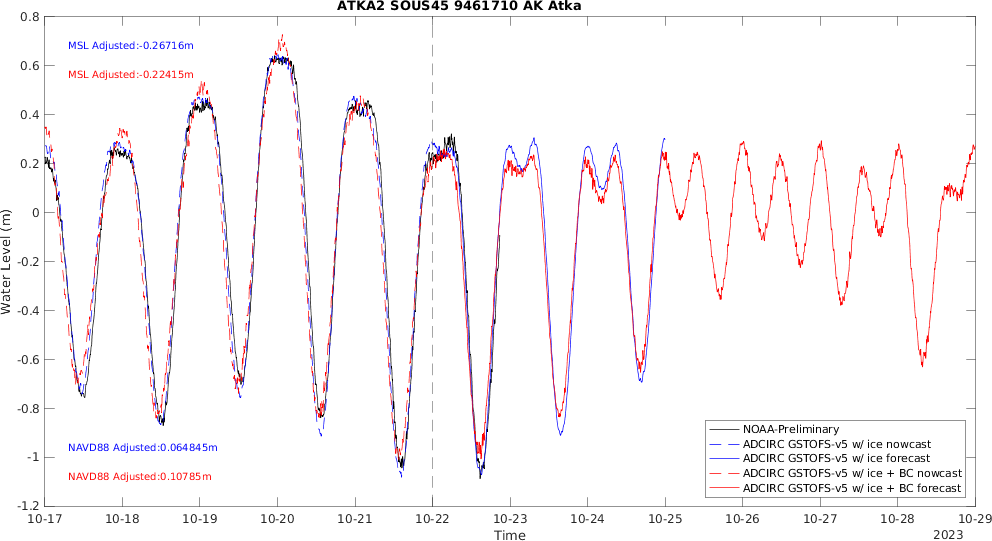 ATKA2 SOUS45 9461710 AK Atka
MSL Adjusted:-0.26716m
MSL Adjusted:-0.22415m
NAVD88 Adjusted:0.064845m
NAVD88 Adjusted:0.10785m
Water Level (m)
0.8
0.6
0.4
0.2
0
-0.2
-0.4
-0.6
-0.8
-1
-1.2
NOAA-Preliminary
ADCIRC GSTOFS-v5 w/ ice nowcast
ADCIRC GSTOFS-v5 w/ ice forecast
ADCIRC GSTOFS-v5 w/ ice + BC nowcast
ADCIRC GSTOFS-v5 w/ ice + BC forecast
10-17 10-18 10-19 10-20 10-21 10-22 10-23 10-24 10-25 10-26 10-27 10-28 10-29
Time
2023